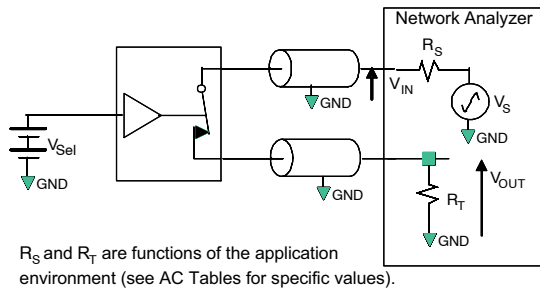 Network Analyzer
R_S
V_IN
GND
V_S
GND
V_Sel
GND
GND
R_T
V_OUT
GND
R_S and R_T are functions of the application
environment (see AC Tables for specific values).